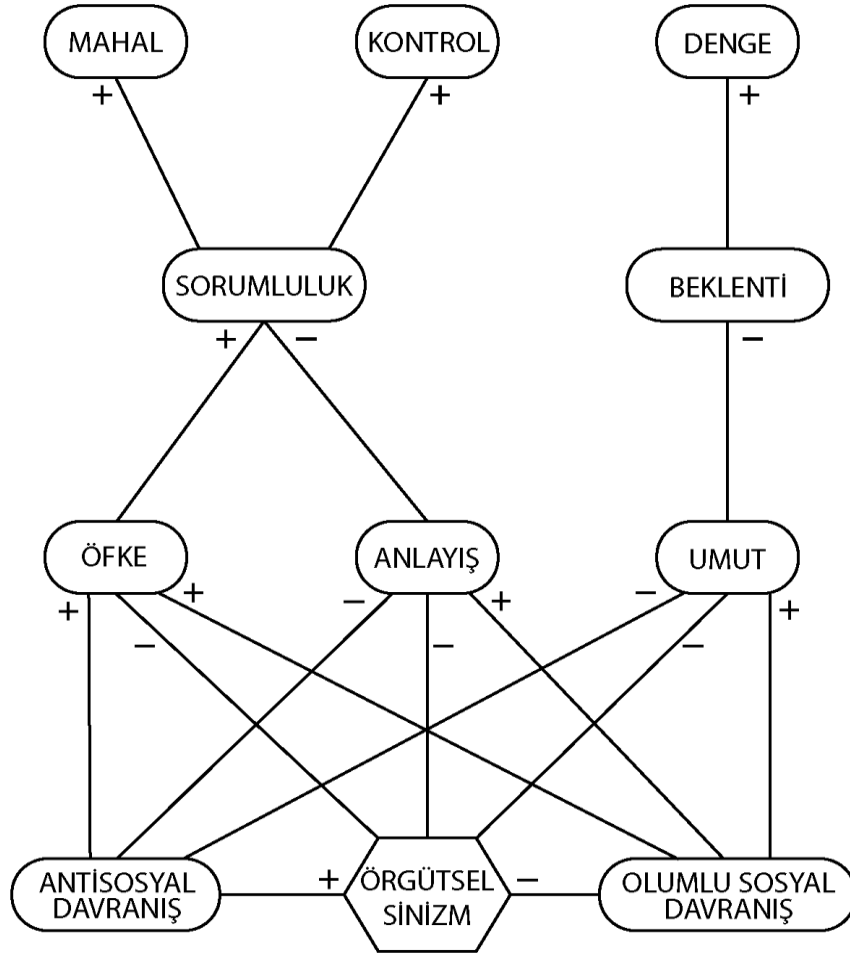 MAHAL
KONTROL
DENGE
+
+
+
SORUMLULUK
BEKLENTİ
+
−
−
ÖFKE
ANLAYIŞ
UMUT
+
−
+
−
−
+
−
−
+
ANTİSOSYAL
DAVRANIŞ
+
ÖRGÜTSEL
SİNİZM
−
OLUMLU SOSYAL
DAVRANIŞ